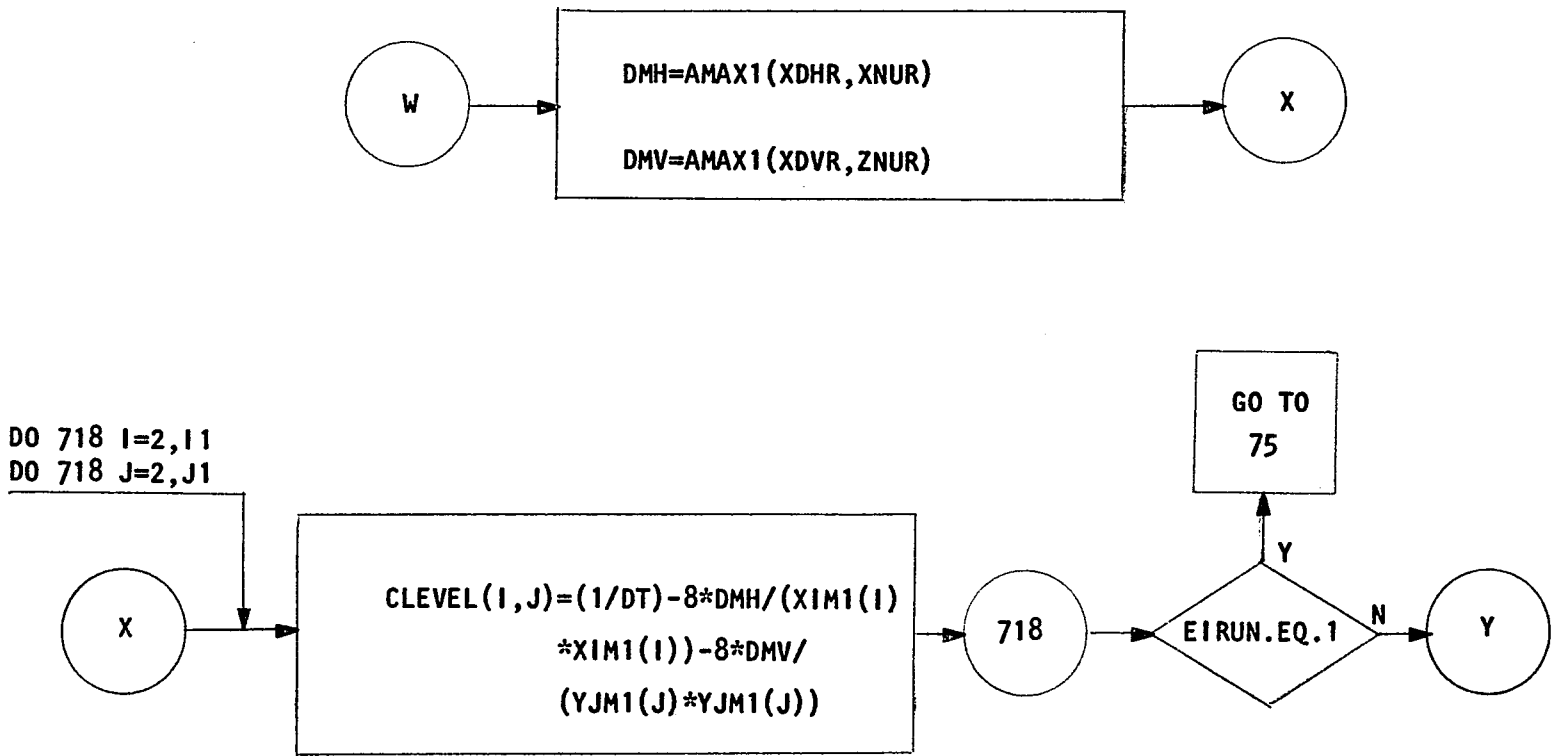 W
DMH=AMAX1(XDHR,XNUR)
DMV=AMAX1(XDVR,ZNUR)
X
DO 718 I=2,I1
DO 718 J=2,J1
X
CLEVEL(I,J)=(1/DT)-8*DMH/(XIM1(I)
*XIM1(I))-8*DMV/
(YJM1(J)*YJM1(J))
718
GO TO
75
Y
EIRUN.EQ.1
N
Y